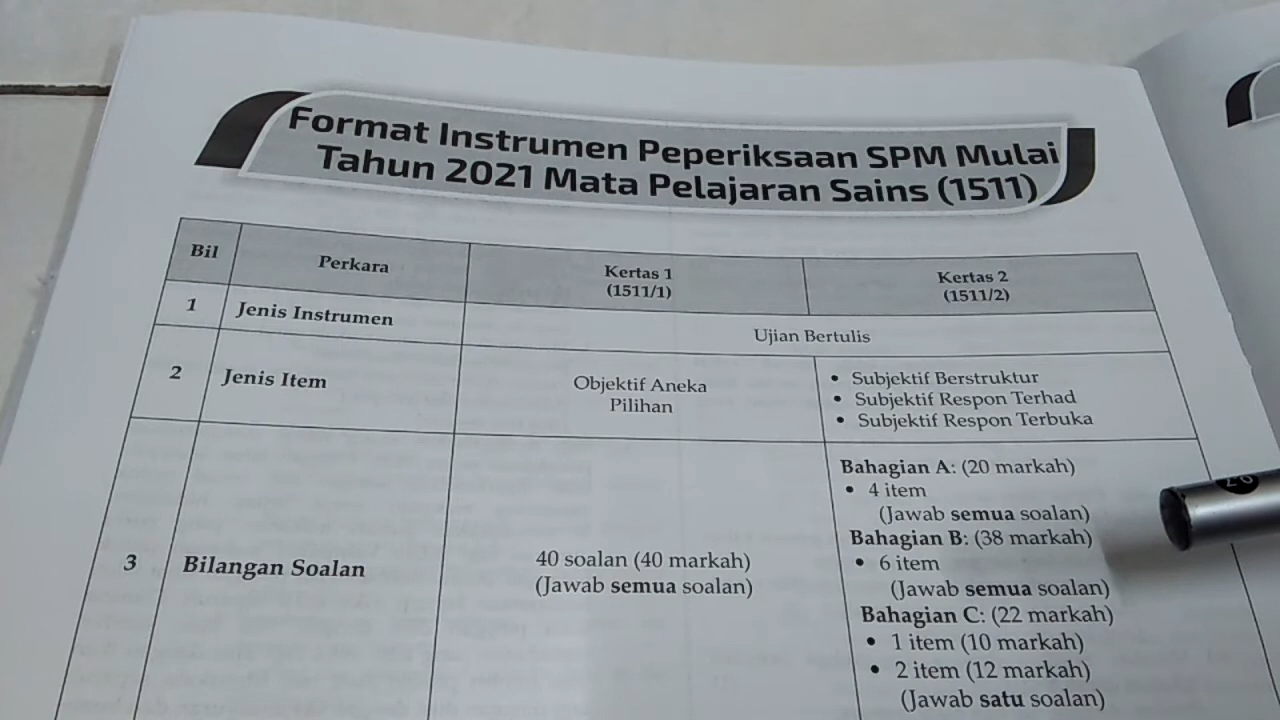 Format Instrumen Peperiksaan SPM Mulai
Tahun 2021 Mata Pelajaran Sains (1511)
Bil
Perkara
Kertas 1
(1511/1)
Kertas 2
(1511/2)
1
Jenis Instrumen
Ujian Bertulis
2
Jenis Item
Objektif Aneka
Pilihan
• Subjektif Berstruktur
• Subjektif Respon Terhad
• Subjektif Respon Terbuka
3
Bilangan Soalan
40 soalan (40 markah)
(Jawab semua soalan)
Bahagian A: (20 markah)
• 4 item
(Jawab semua soalan)
Bahagian B: (38 markah)
• 6 item
(Jawab semua soalan)
Bahagian C: (22 markah)
• 1 item (10 markah)
• 2 item (12 markah)
(Jawab satu soalan)